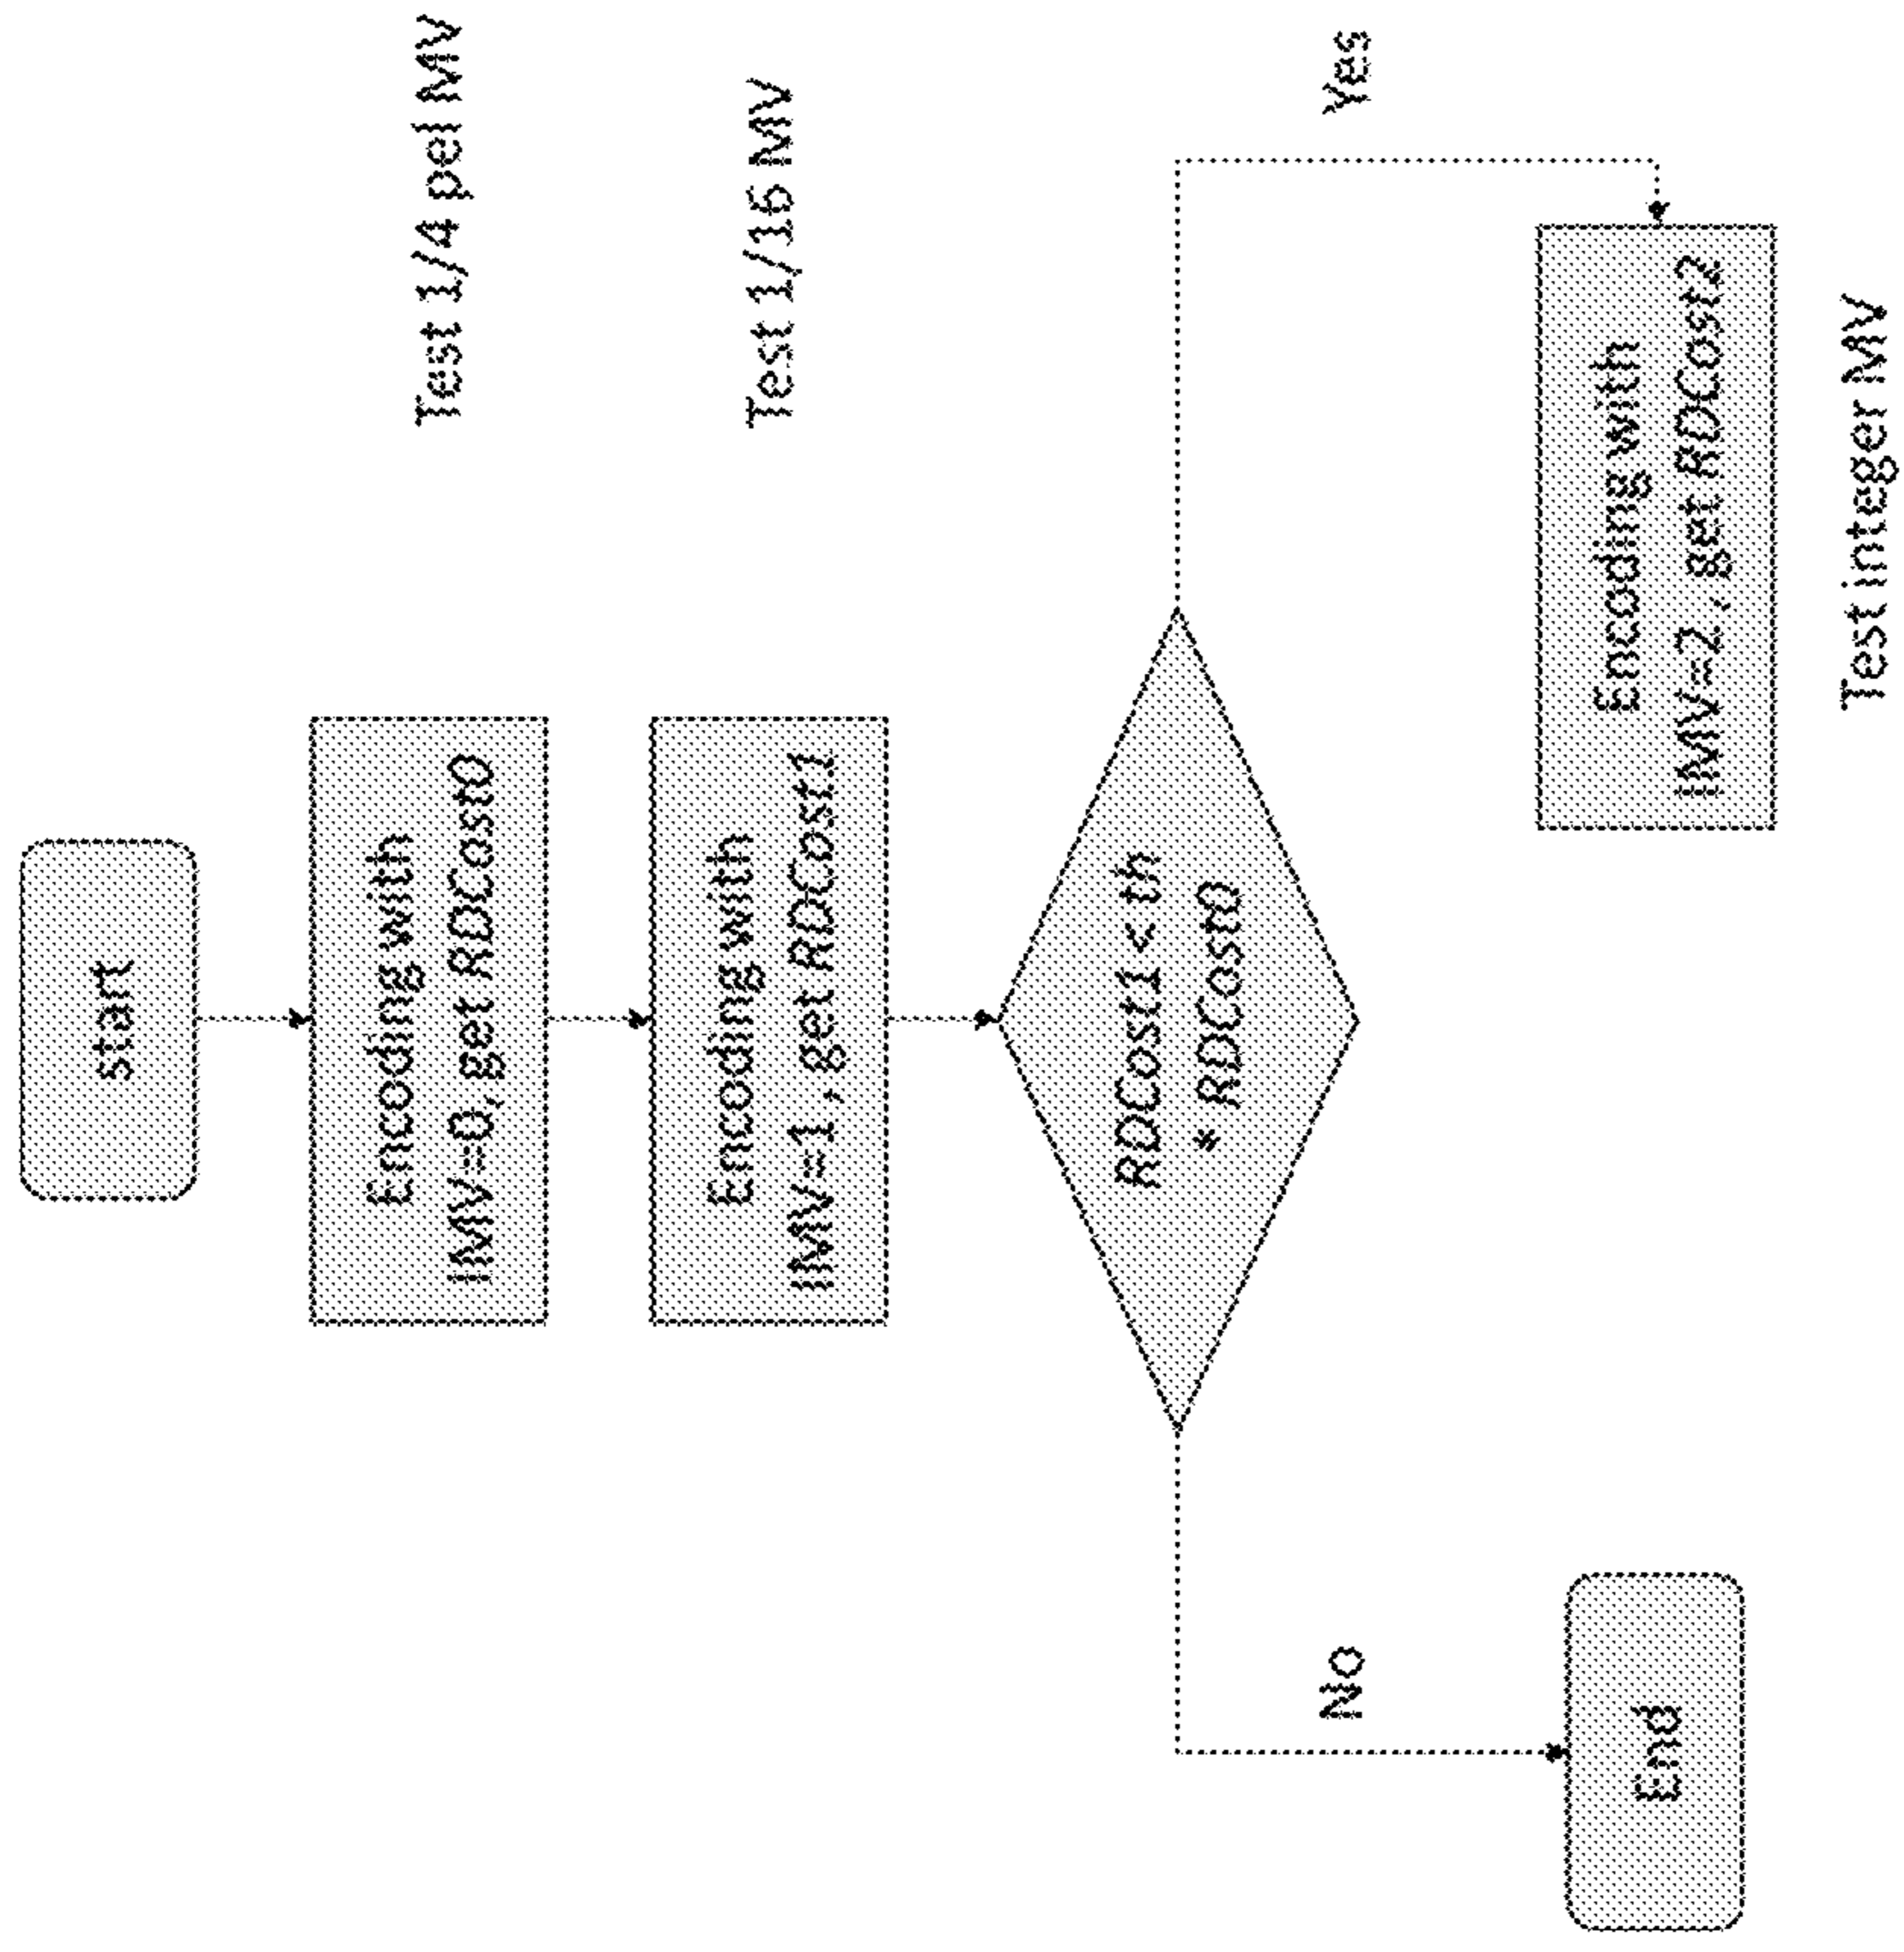 start
Encoding with
IMV=0, get RDCost0
Test 1/4 pel MV
Encoding with
IMV=1 , get RDCost1
Test 1/16 MV
RDCost1 < th
* RDCost0
No
Yes
End
Encoding with
IMV=2 , get RDCost2
Test integer MV